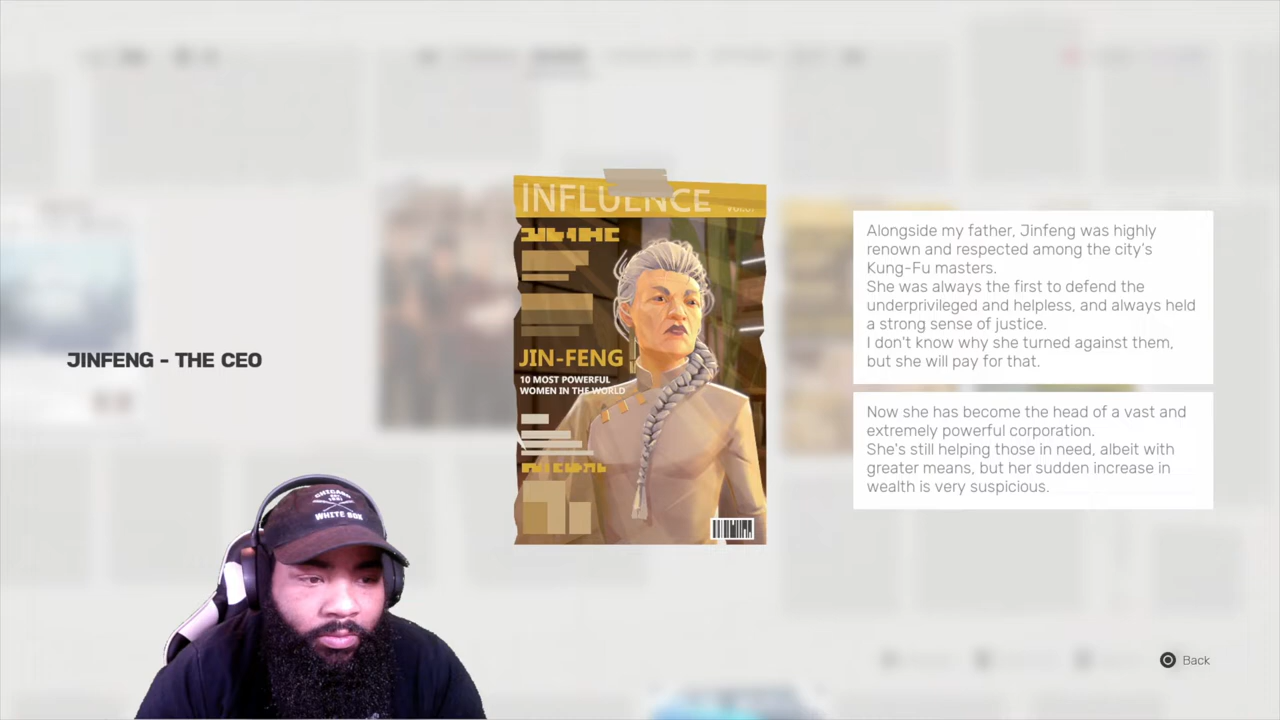 INFLUENCE
JIN-FENG
10 MOST POWERFUL
WOMEN IN THE WORLD
JINFENG - THE CEO
Alongside my father, Jinfeng was highly
renown and respected among the city's
Kung-Fu masters.
She was always the first to defend the
underprivileged and helpless, and always held
a strong sense of justice.
I don't know why she turned against them,
but she will pay for that.
Now she has become the head of a vast and
extremely powerful corporation.
She's still helping those in need, albeit with
greater means, but her sudden increase in
wealth is very suspicious.
CHICAGO
WHITE SOX
Back